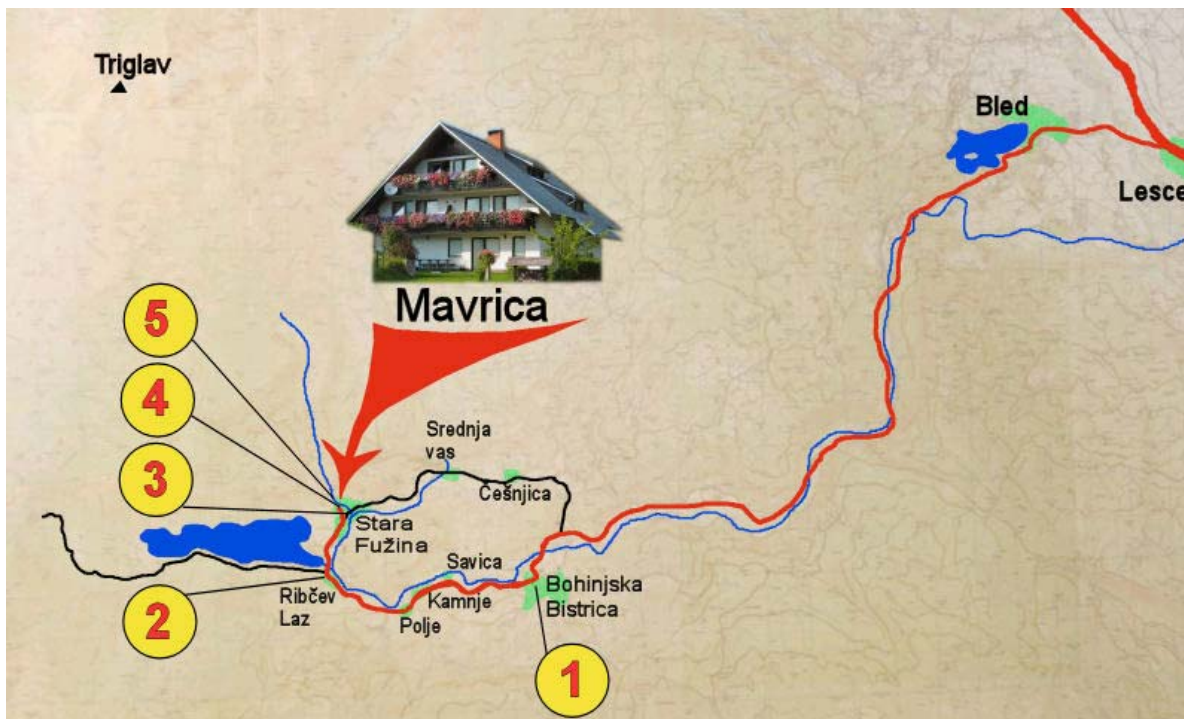 Triglav
Bled
Lesce
Mavrica
5
4
3
2
1
Srednja
vas
Češnjica
Stara
Fužina
Savica
Ribčev
Laz
Kamnje
Polje
Bohinjska
Bistrica